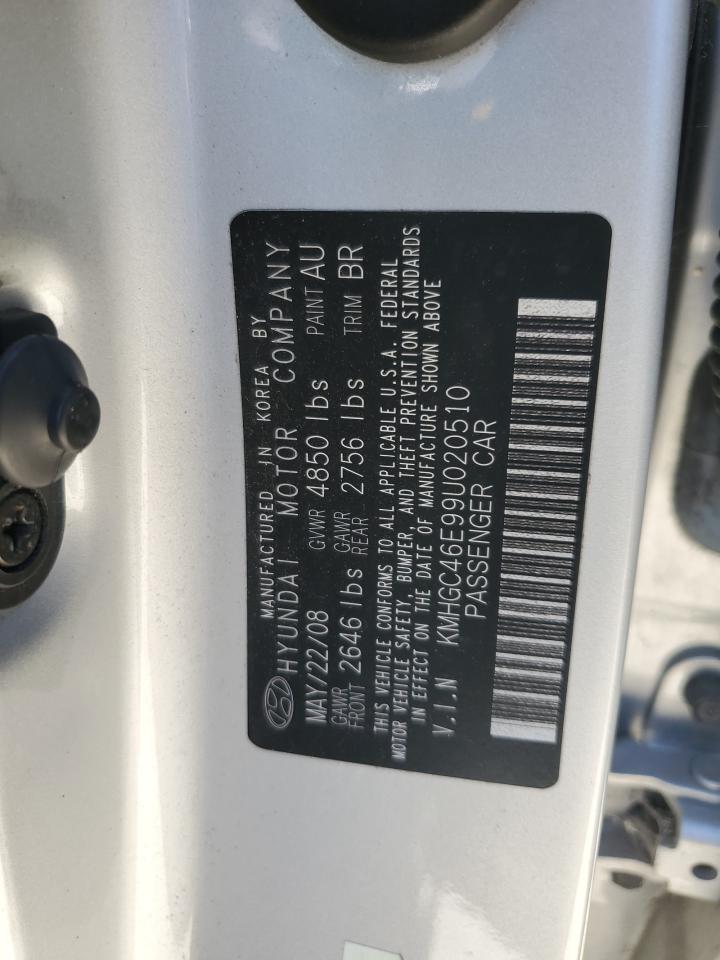 MANUFACTURED IN KOREA BY
HYUNDAI MOTOR COMPANY
MAY/22/08 GVWR 4850 lbs PAINT AU
GAWR FRONT 2646 lbs GAWR REAR 2756 lbs TRIM BR
THIS VEHICLE CONFORMS TO ALL APPLICABLE U.S.A. FEDERAL
MOTOR VEHICLE SAFETY, BUMPER, AND THEFT PREVENTION STANDARDS
IN EFFECT ON THE DATE OF MANUFACTURE SHOWN ABOVE
V.I.N KMHGC46E99U020510
PASSENGER CAR